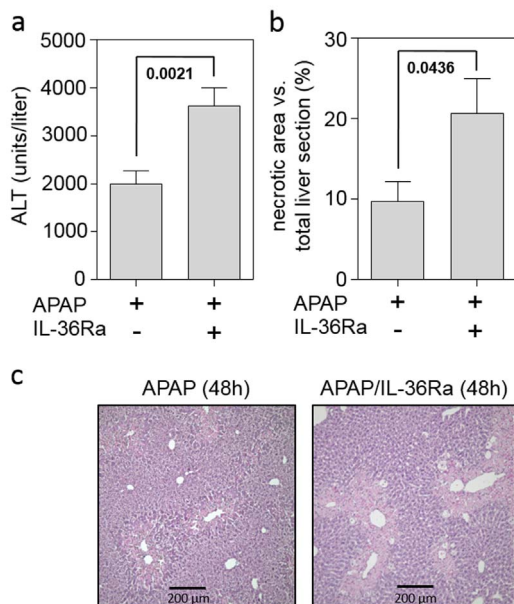 a
ALT (units/liter)
5000
4000
3000
2000
1000
0
0.0021
APAP + +
IL-36Ra - +
b
necrotic area vs.
total liver section (%)
30
20
10
0
0.0436
APAP + +
IL-36Ra - +
c
APAP (48h)
APAP/IL-36Ra (48h)
200 µm
200 µm